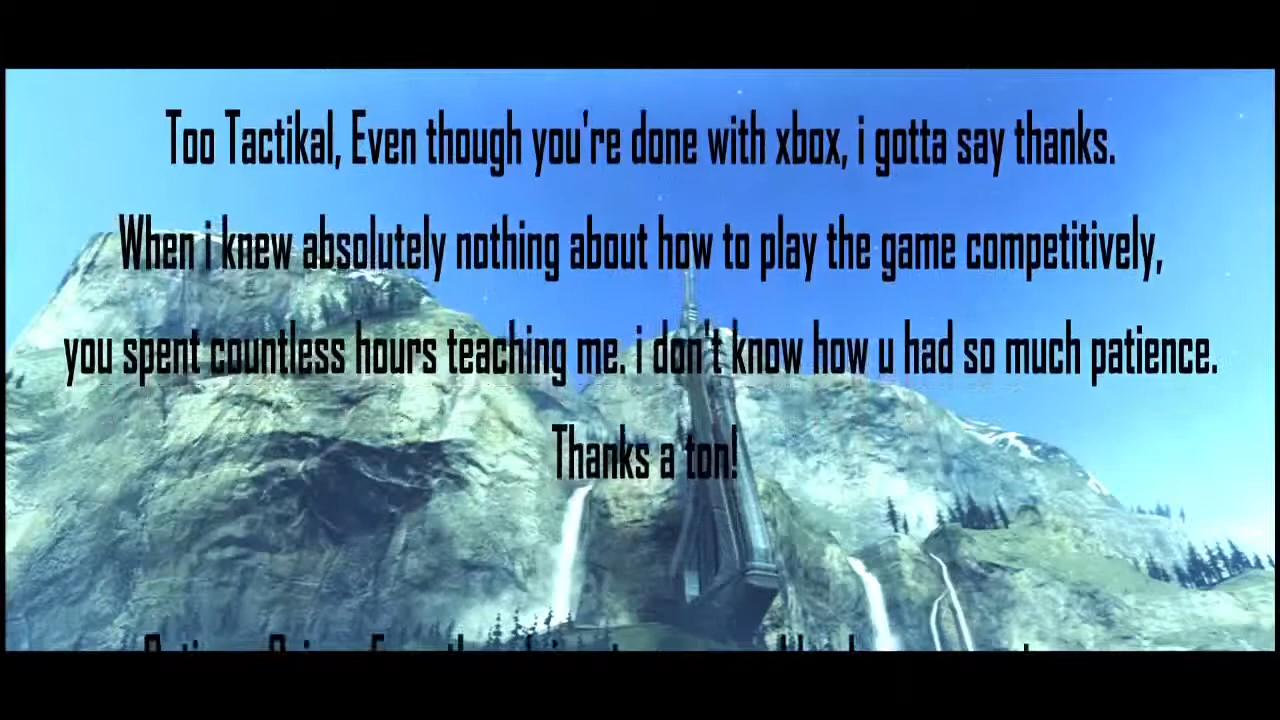 Too Tactikal, Even though you're done with xbox, i gotta say thanks.
When i knew absolutely nothing about how to play the game competitively,
you spent countless hours teaching me. i don't know how u had so much patience.
Thanks a ton!